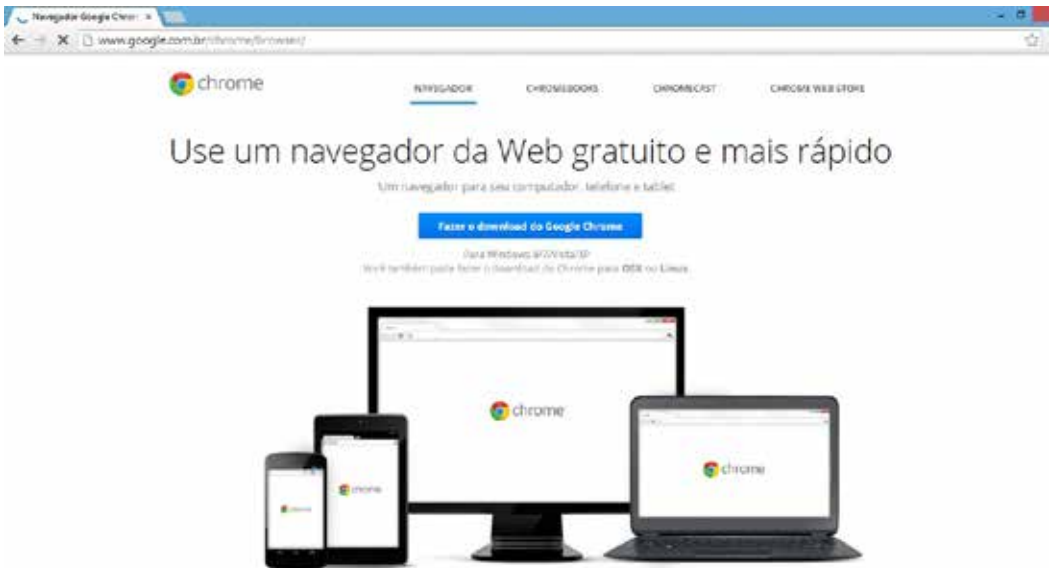 Navegador Google Chrom
www.google.com.br/chrome/browser/
chrome
NAVEGADOR CHROMEBOOKS CHROMECAST CHROME WEB STORE
Use um navegador da Web gratuito e mais rápido
Um navegador para seu computador, telefone e tablet
Fazer o download do Google Chrome
Para Windows 8/7/Vista/XP
Você também pode fazer o download do Chrome para OSX ou Linux.
chrome
chrome
chrome
chrome